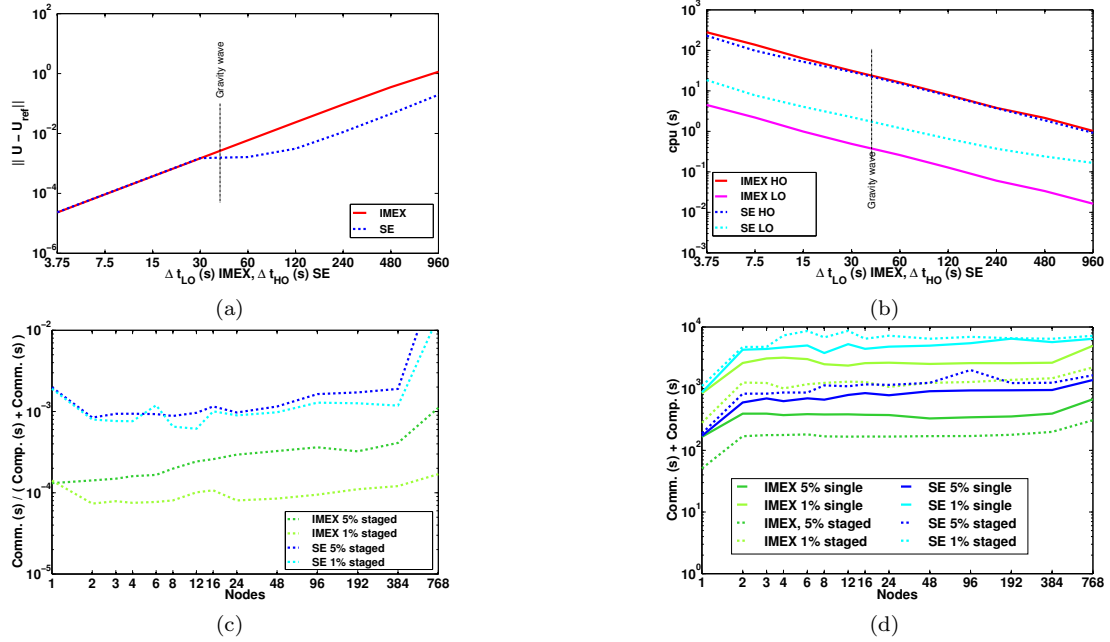 || U − U_ref ||
10^2
10^0
10^−2
10^−4
10^−6
Gravity wave
IMEX
SE
3.75 7.5 15 30 60 120 240 480 960
Δ t_LO (s) IMEX, Δ t_HO (s) SE
(a)
cpu (s)
10^3
10^2
10^1
10^0
10^−1
10^−2
10^−3
Gravity wave
IMEX HO
IMEX LO
SE HO
SE LO
3.75 7.5 15 30 60 120 240 480 960
Δ t_LO (s) IMEX, Δ t_HO (s) SE
(b)
Comm. (s) / ( Comp. (s) + Comm. (s) )
10^−2
10^−3
10^−4
10^−5
IMEX 5% staged
IMEX 1% staged
SE 5% staged
SE 1% staged
1 2 3 4 6 8 12 16 24 48 96 192 384 768
Nodes
(c)
Comm. (s) + Comp. (s)
10^4
10^3
10^2
10^1
10^0
IMEX 5% single
IMEX 1% single
IMEX, 5% staged
IMEX 1% staged
SE 5% single
SE 1% single
SE 5% staged
SE 1% staged
1 2 3 4 6 8 12 16 24 48 96 192 384 768
Nodes
(d)